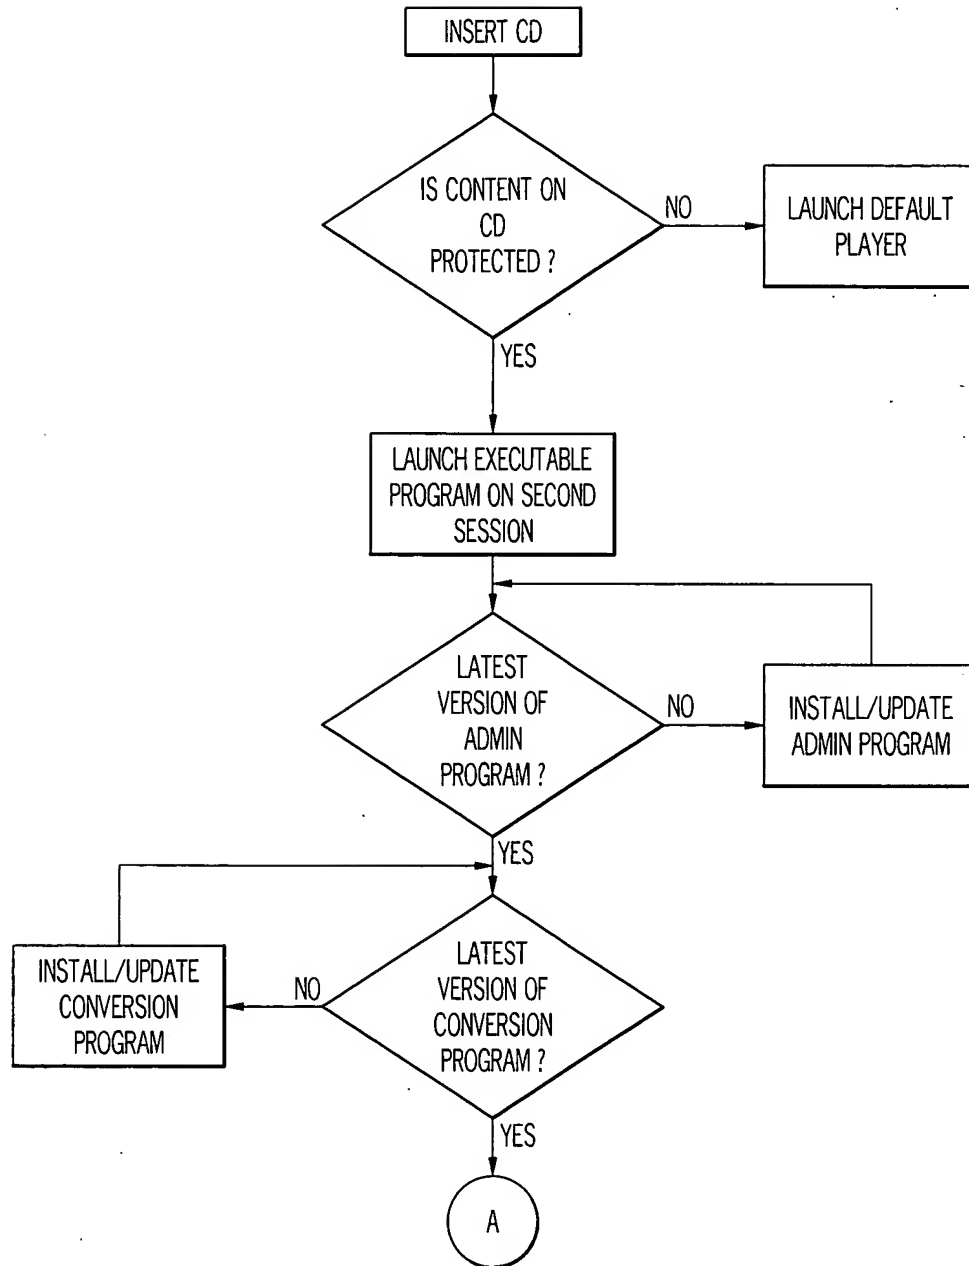 INSERT CD
IS CONTENT ON
CD
PROTECTED ?
NO
LAUNCH DEFAULT
PLAYER
YES
LAUNCH EXECUTABLE
PROGRAM ON SECOND
SESSION
LATEST
VERSION OF
ADMIN
PROGRAM ?
NO
INSTALL/UPDATE
ADMIN PROGRAM
YES
LATEST
VERSION OF
CONVERSION
PROGRAM ?
NO
INSTALL/UPDATE
CONVERSION
PROGRAM
YES
A